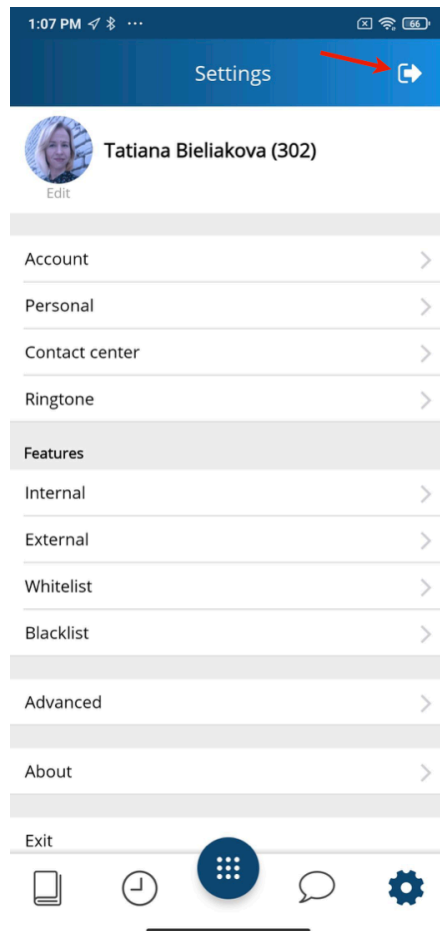 1:07 PM
66
Settings
Tatiana Bieliakova (302)
Edit
Account
Personal
Contact center
Ringtone
Features
Internal
External
Whitelist
Blacklist
Advanced
About
Exit